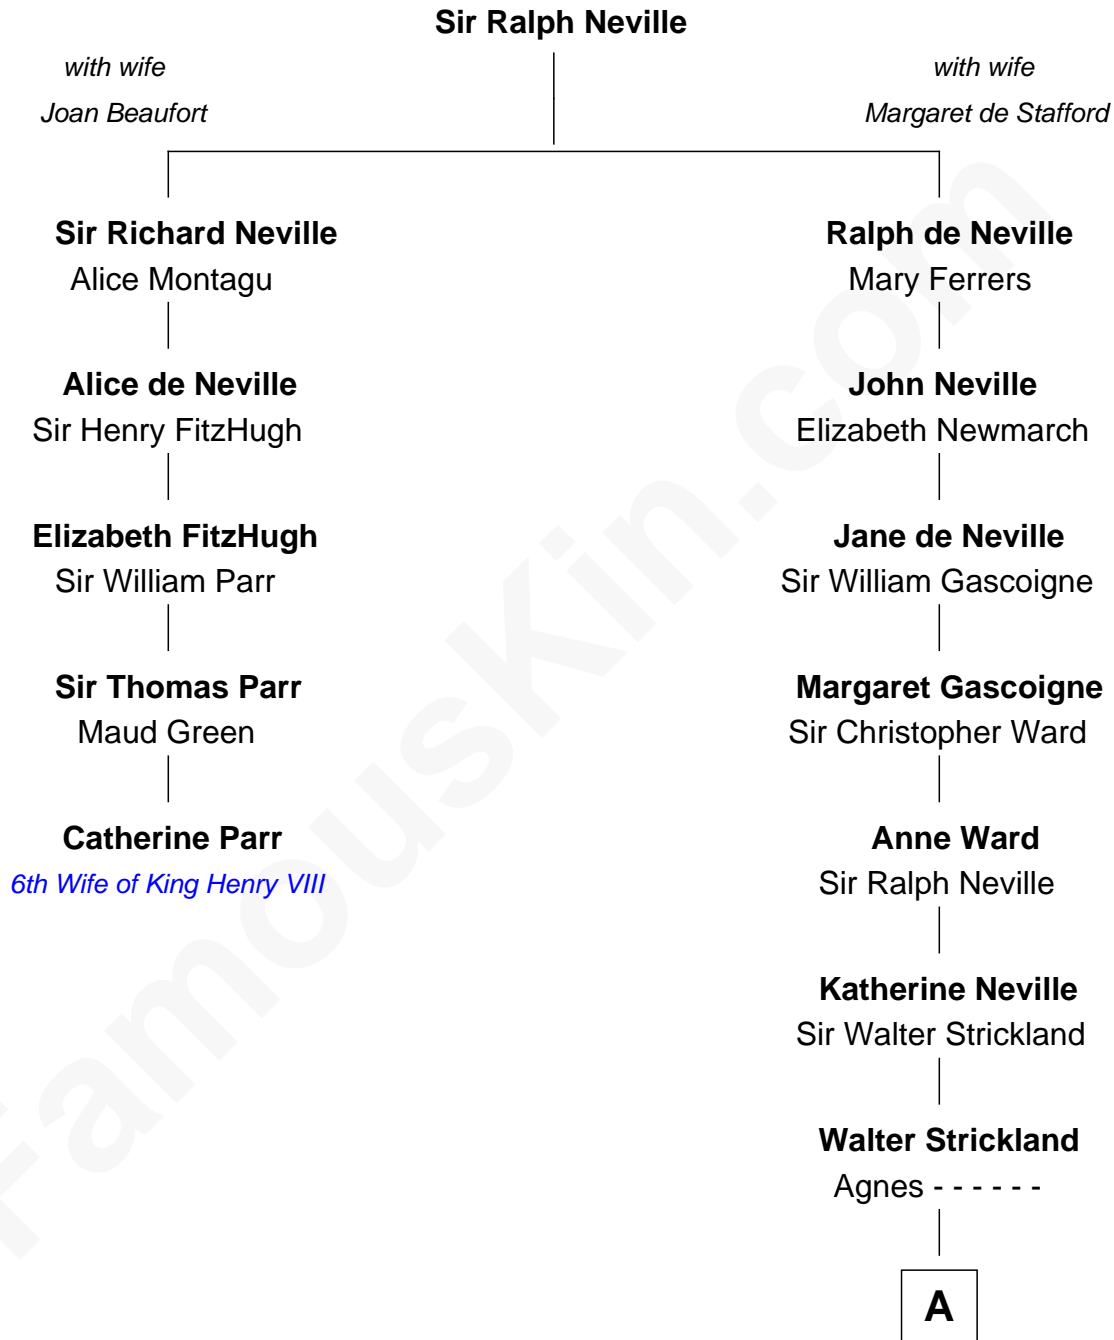 Sir Ralph Neville
with wife
Joan Beaufort
with wife
Margaret de Stafford
Sir Richard Neville
Alice Montagu
Alice de Neville
Sir Henry FitzHugh
Elizabeth FitzHugh
Sir William Parr
Sir Thomas Parr
Maud Green
Catherine Parr
6th Wife of King Henry VIII
Ralph de Neville
Mary Ferrers
John Neville
Elizabeth Newmarch
Jane de Neville
Sir William Gascoigne
Margaret Gascoigne
Sir Christopher Ward
Anne Ward
Sir Ralph Neville
Katherine Neville
Sir Walter Strickland
Walter Strickland
Agnes - - - - - -
A
FamousKin.com